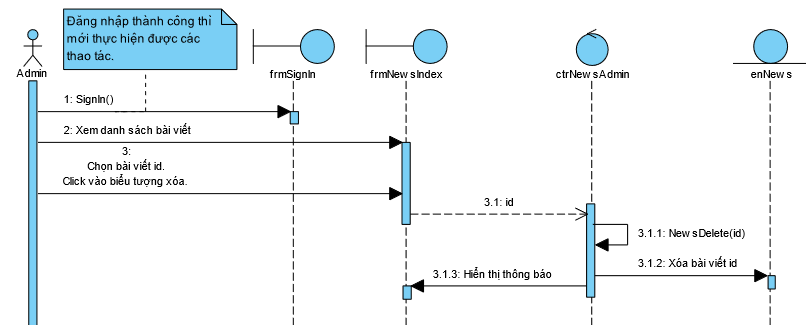 Đăng nhập thành công thì
mới thực hiện được các
thao tác.
Admin
frmSignIn
frmNewsIndex
ctrNewsAdmin
enNews
1: SignIn()
2: Xem danh sách bài viết
3:
Chọn bài viết id.
Click vào biểu tượng xóa.
3.1: id
3.1.1: NewsDelete(id)
3.1.2: Xóa bài viết id
3.1.3: Hiển thị thông báo